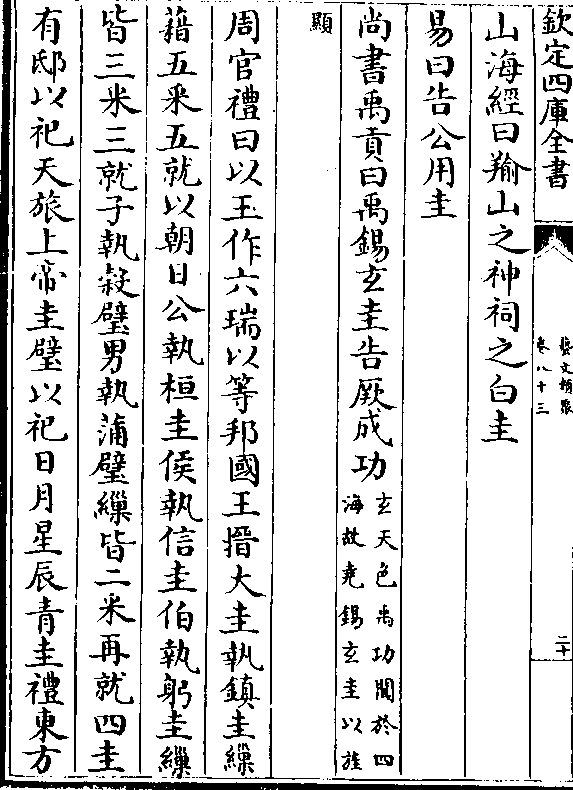 欽定四庫全書
藝文類聚
卷八十三
二十
山海經曰羭山之神祠之白圭
易曰告公用圭
尚書禹貢曰禹錫玄圭告厥成功
玄天色禹功聞於四
海故堯錫玄圭以㫌
顯
周官禮曰以玉作六瑞以等邦國王搢大圭執鎮圭繅
藉五采五就以朝日公執桓圭侯執信圭伯執躬圭繅
皆三米三就子執糓璧男執蒲璧繅皆二米再就四圭
有邸以祀天旅上帝圭璧以祀日月星辰青圭禮東方